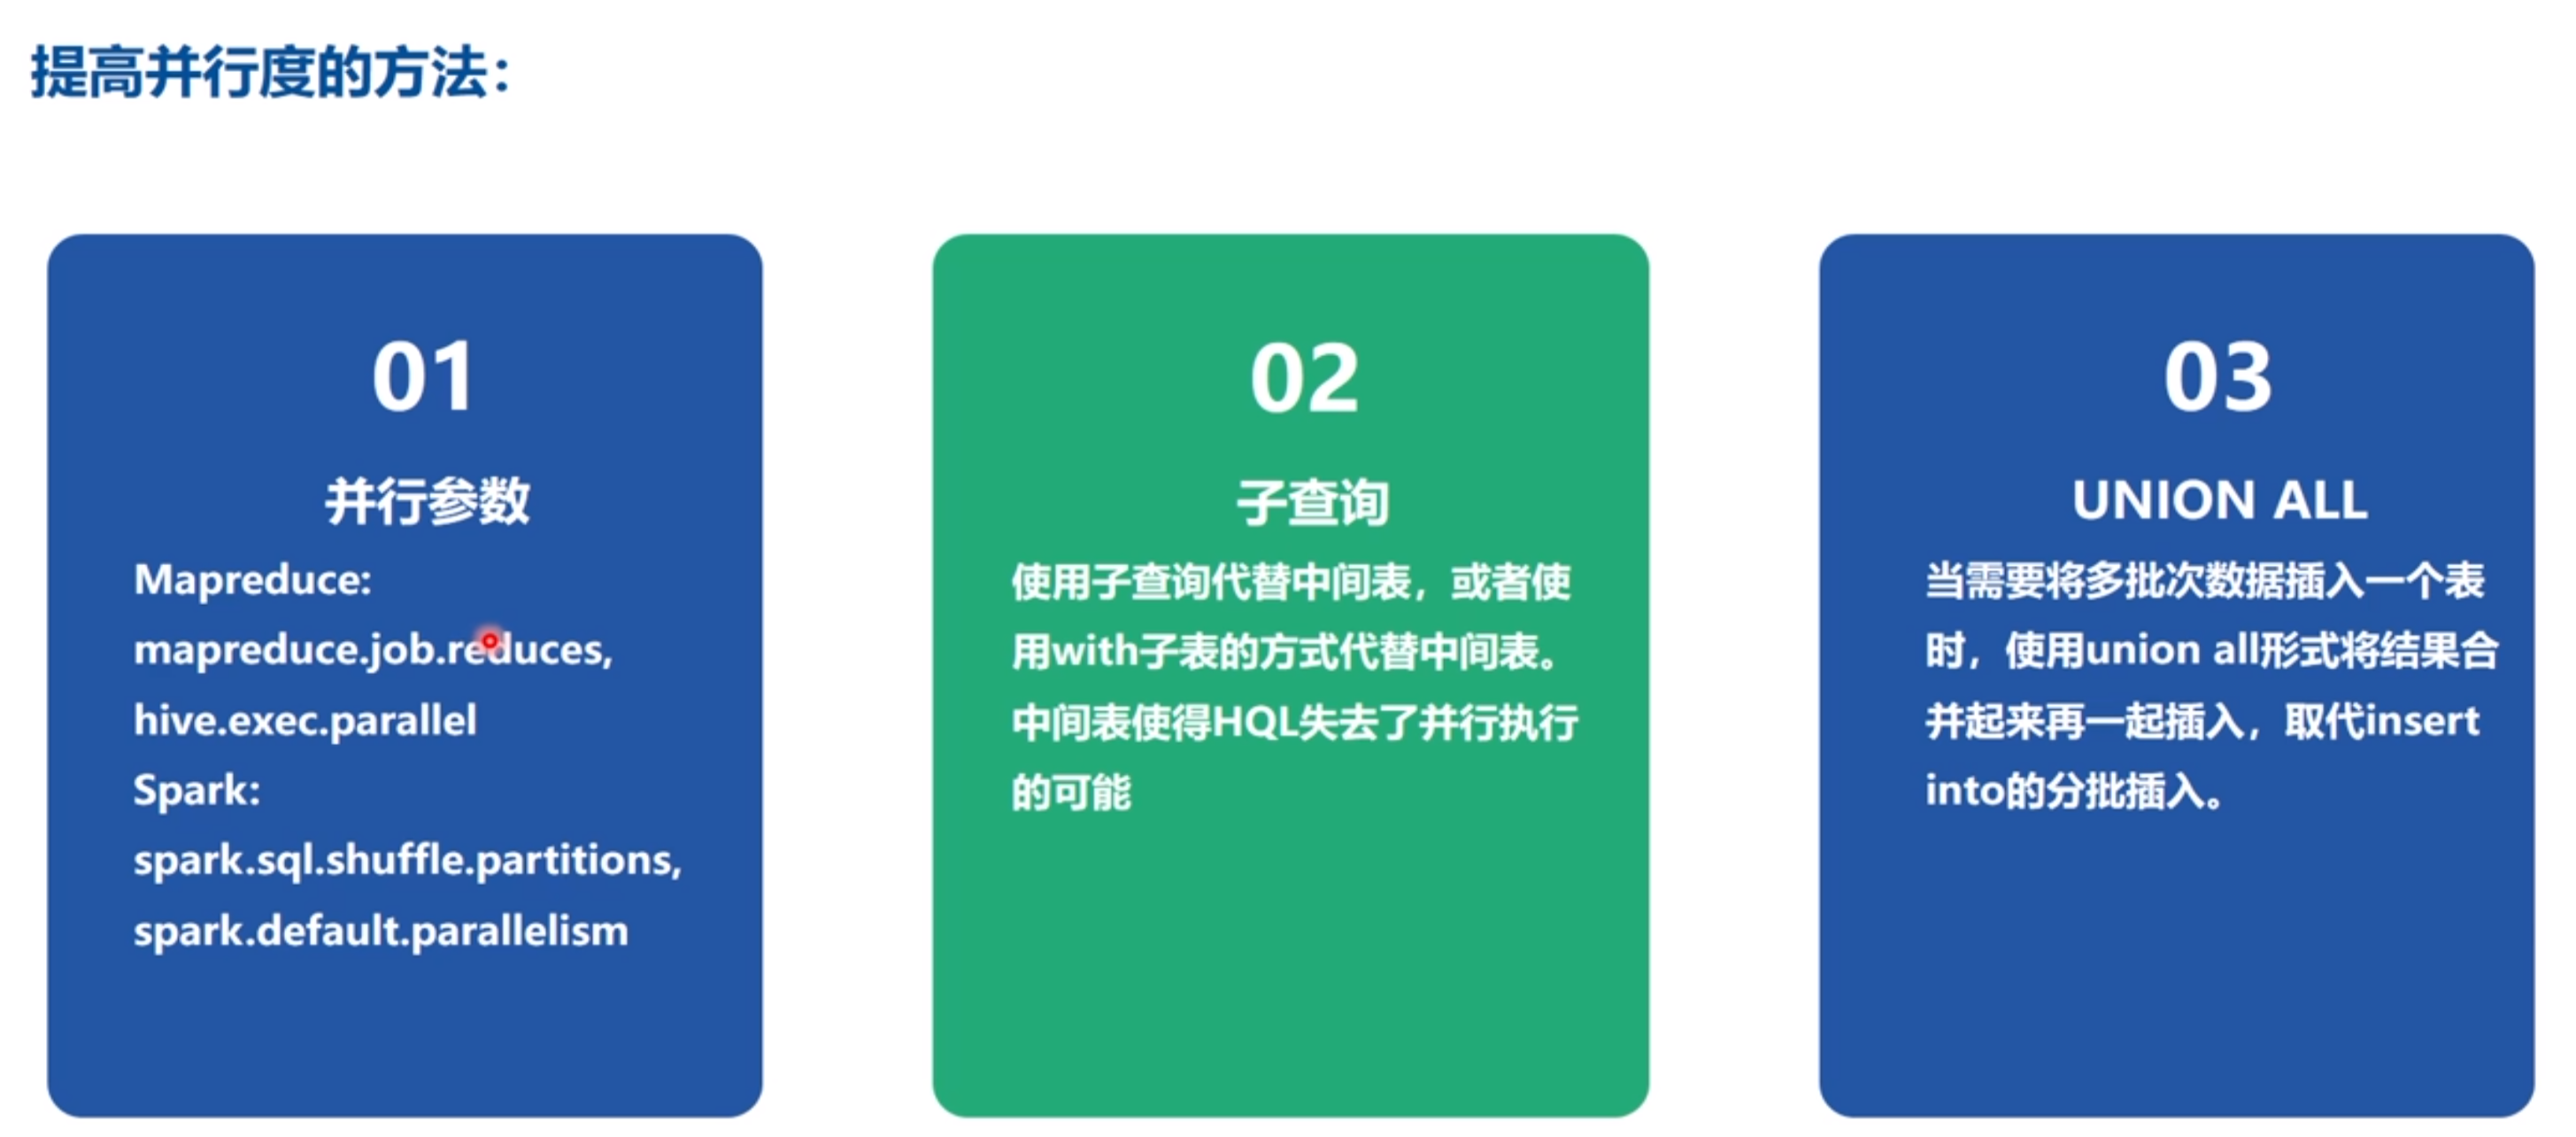 提高并行度的方法：
01
并行参数
Mapreduce:
mapreduce.job.reduces,
hive.exec.parallel
Spark:
spark.sql.shuffle.partitions,
spark.default.parallelism
02
子查询
使用子查询代替中间表，或者使
用with子表的方式代替中间表。
中间表使得HQL失去了并行执行
的可能
03
UNION ALL
当需要将多批次数据插入一个表
时，使用union all形式将结果合
并起来再一起插入，取代insert
into的分批插入。